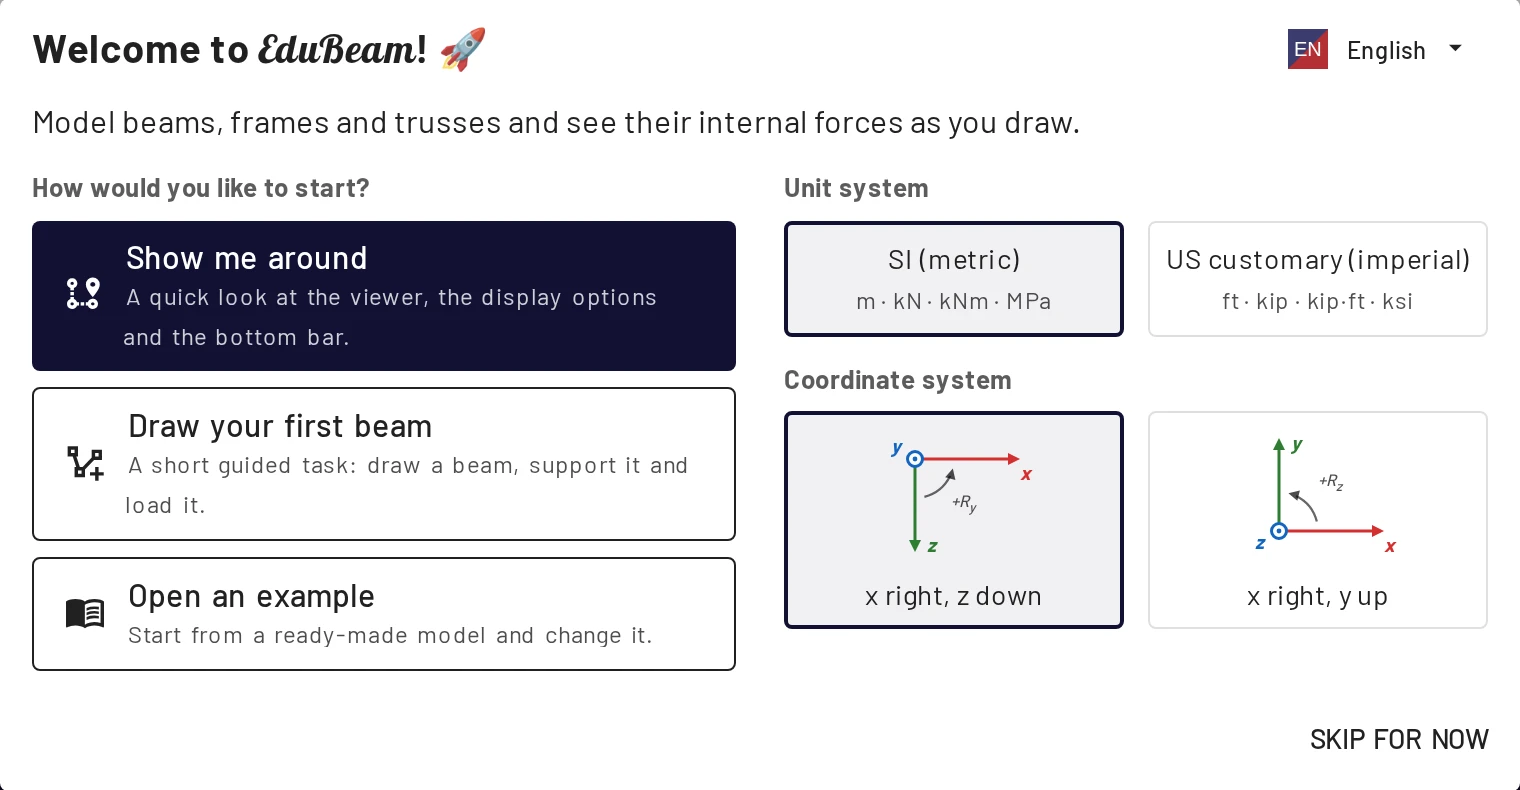 Welcome to EduBeam! 🚀
EN English
Model beams, frames and trusses and see their internal forces as you draw.
How would you like to start?
Show me around
A quick look at the viewer, the display options
and the bottom bar.
Draw your first beam
A short guided task: draw a beam, support it and
load it.
Open an example
Start from a ready-made model and change it.
Unit system
SI (metric)
m · kN · kNm · MPa
US customary (imperial)
ft · kip · kip·ft · ksi
Coordinate system
y
x
+Ry
z
x right, z down
y
+Rz
z
x
x right, y up
SKIP FOR NOW